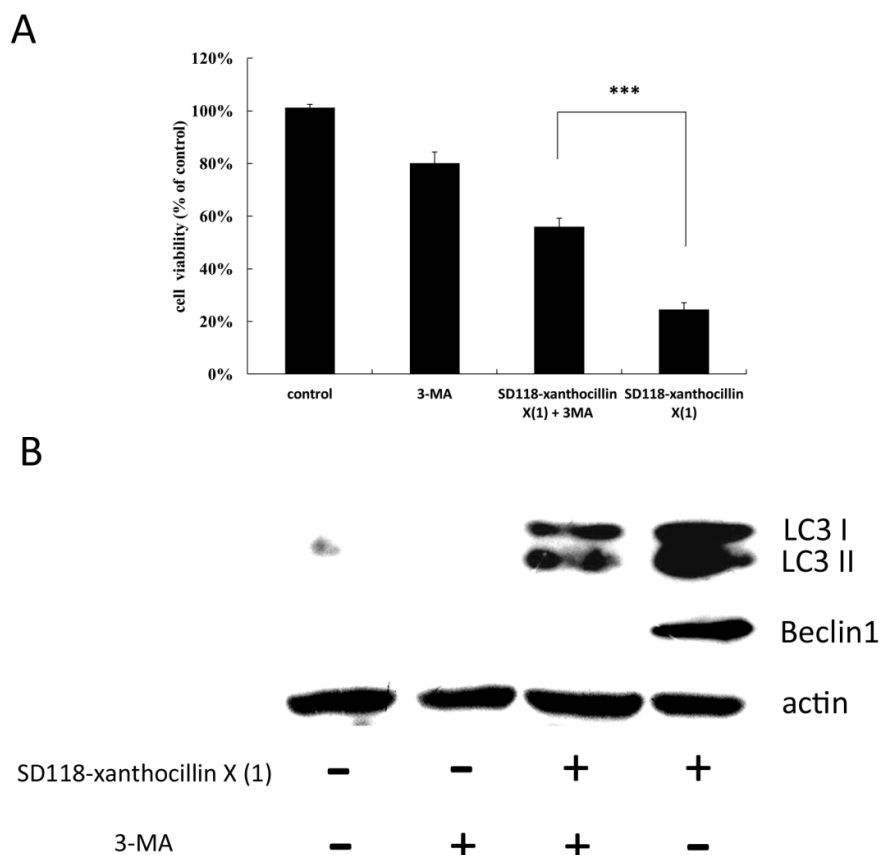 A
120%
100%
80%
60%
40%
20%
0%
cell viability (% of control)
***
control
3-MA
SD118-xanthocillin
X(1) + 3MA
SD118-xanthocillin
X(1)
B
LC3 I
LC3 II
Beclin1
actin
SD118-xanthocillin X (1) - - + +
3-MA - + + -